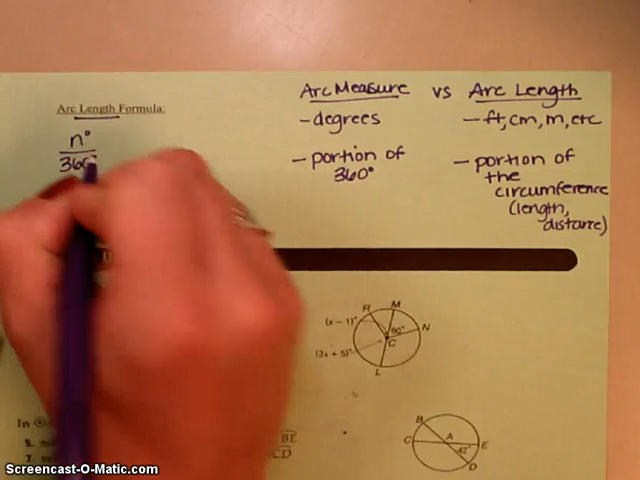 Arc Measure vs Arc Length
Arc Length Formula:
- degrees
- ft, cm, m, etc
n°
360
- portion of
360°
- portion of
the
circumference
(length,
distance)
R M
(x − 1)°
60° N
C
(3x + 5)°
L
In
B
C A E
42°
D
5.
BE
7.
CD
Screencast-O-Matic.com